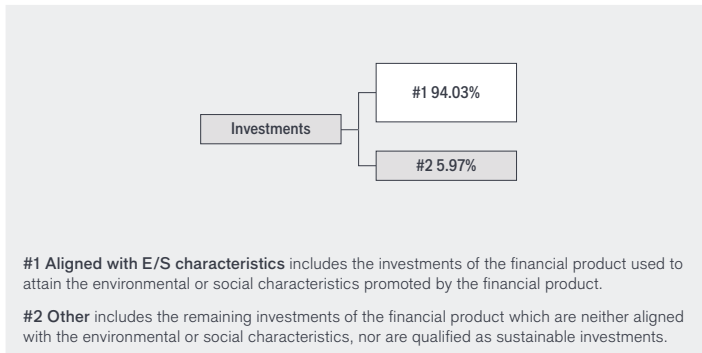 #1 94.03%
Investments
#2 5.97%
#1 Aligned with E/S characteristics includes the investments of the financial product used to
attain the environmental or social characteristics promoted by the financial product.
#2 Other includes the remaining investments of the financial product which are neither aligned
with the environmental or social characteristics, nor are qualified as sustainable investments.